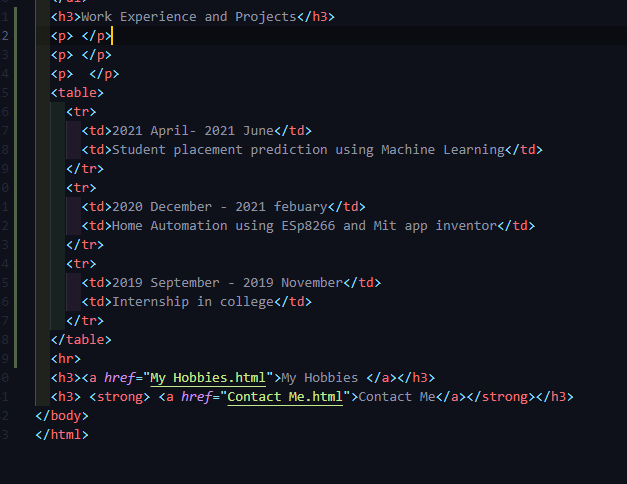 </ul>
1 <h3>Work Experience and Projects</h3>
2 <p> </p>
3 <p> </p>
4 <p>  </p>
5 <table>
6 <tr>
7 <td>2021 April- 2021 June</td>
8 <td>Student placement prediction using Machine Learning</td>
9 </tr>
0 <tr>
1 <td>2020 December - 2021 febuary</td>
2 <td>Home Automation using ESp8266 and Mit app inventor</td>
3 </tr>
4 <tr>
5 <td>2019 September - 2019 November</td>
6 <td>Internship in college</td>
7 </tr>
8 </table>
9 <hr>
0 <h3><a href="My Hobbies.html">My Hobbies </a></h3>
1 <h3> <strong> <a href="Contact Me.html">Contact Me</a></strong></h3>
2 </body>
3 </html>